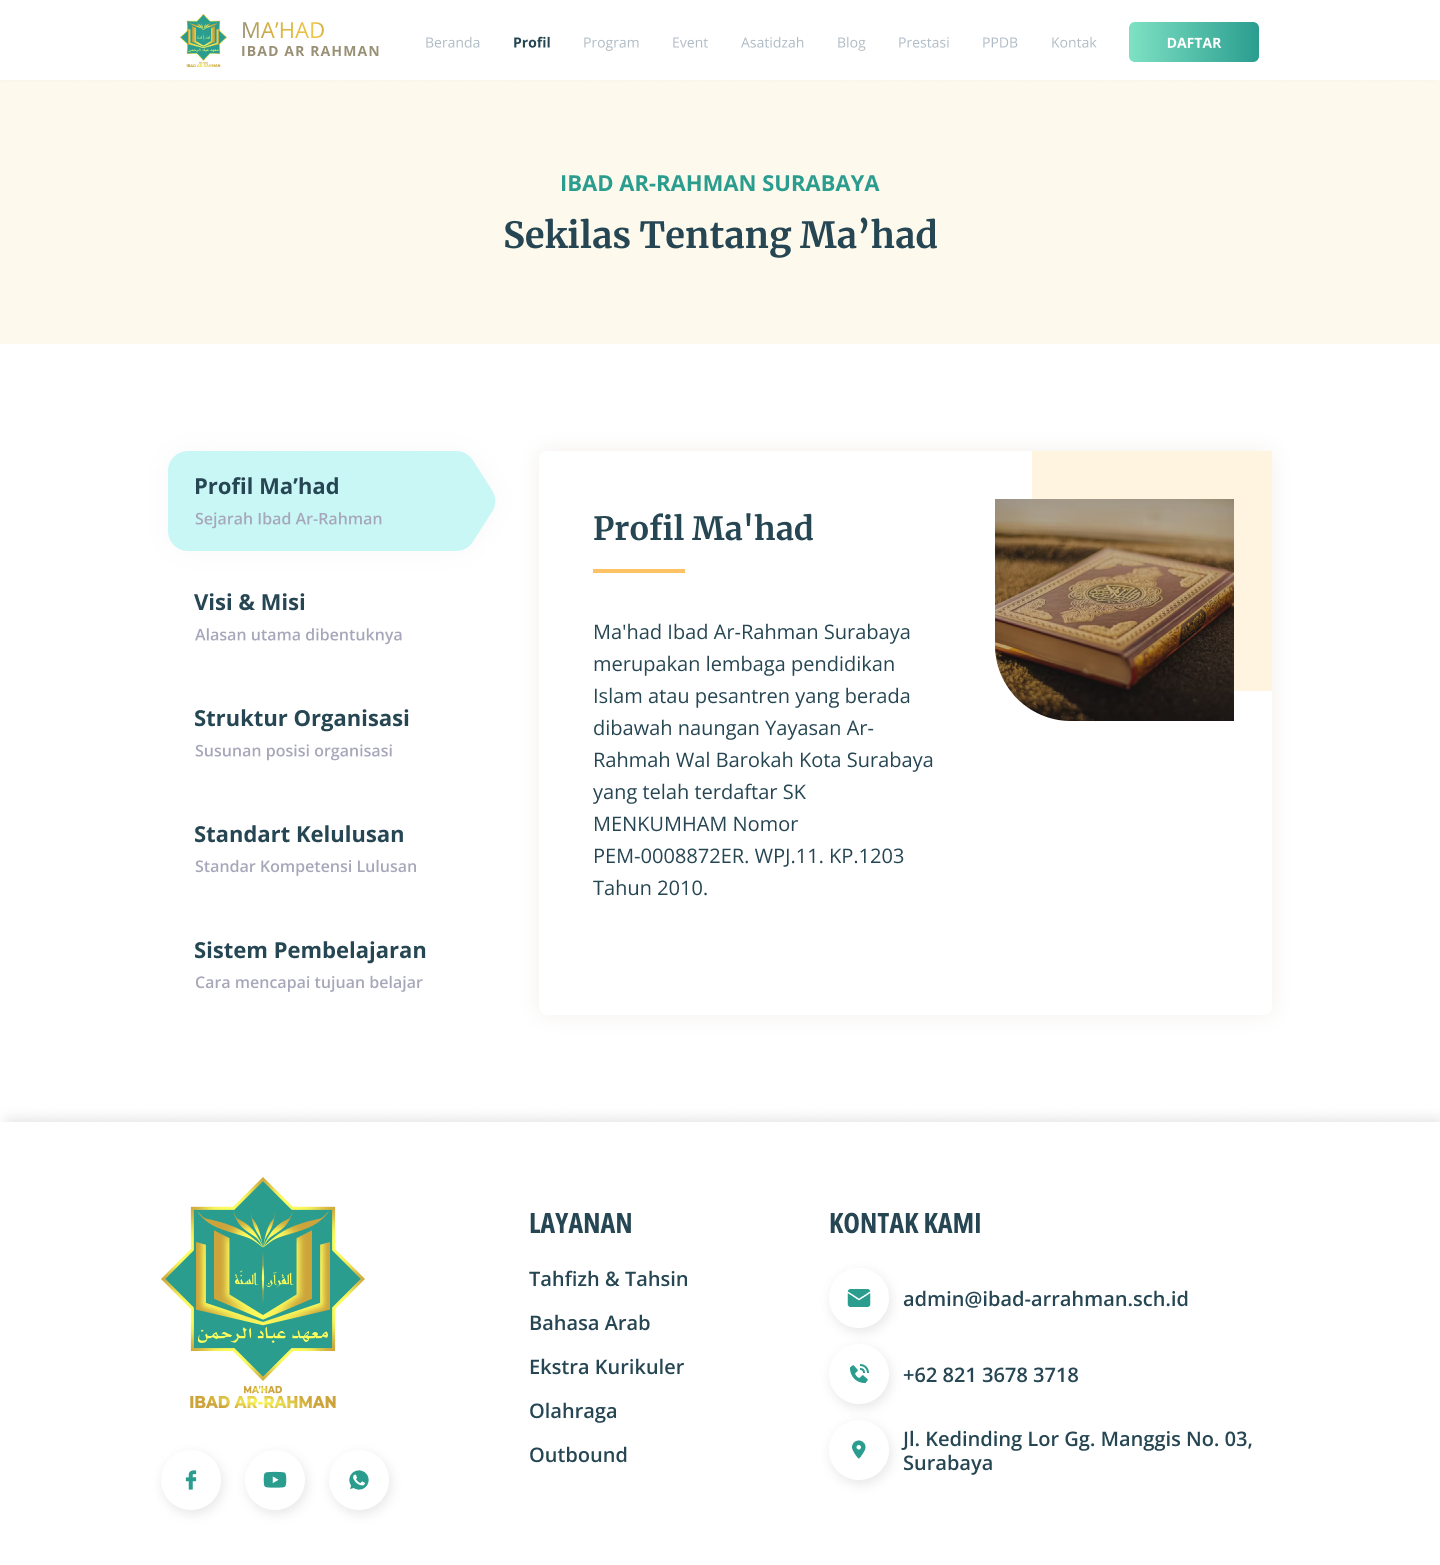 MA’HAD
IBAD AR RAHMAN
Beranda Profil Program Event Asatidzah Blog Prestasi PPDB Kontak DAFTAR
IBAD AR-RAHMAN SURABAYA
Sekilas Tentang Ma’had
Profil Ma’had
Sejarah Ibad Ar-Rahman
Visi & Misi
Alasan utama dibentuknya
Struktur Organisasi
Susunan posisi organisasi
Standart Kelulusan
Standar Kompetensi Lulusan
Sistem Pembelajaran
Cara mencapai tujuan belajar
Profil Ma'had
Ma'had Ibad Ar-Rahman Surabaya
merupakan lembaga pendidikan
Islam atau pesantren yang berada
dibawah naungan Yayasan Ar-
Rahmah Wal Barokah Kota Surabaya
yang telah terdaftar SK
MENKUMHAM Nomor
PEM-0008872ER. WPJ.11. KP.1203
Tahun 2010.
القرآن السنّة
معهد عباد الرحمن
MA'HAD
IBAD AR-RAHMAN
LAYANAN
Tahfizh & Tahsin
Bahasa Arab
Ekstra Kurikuler
Olahraga
Outbound
KONTAK KAMI
admin@ibad-arrahman.sch.id
+62 821 3678 3718
Jl. Kedinding Lor Gg. Manggis No. 03,
Surabaya